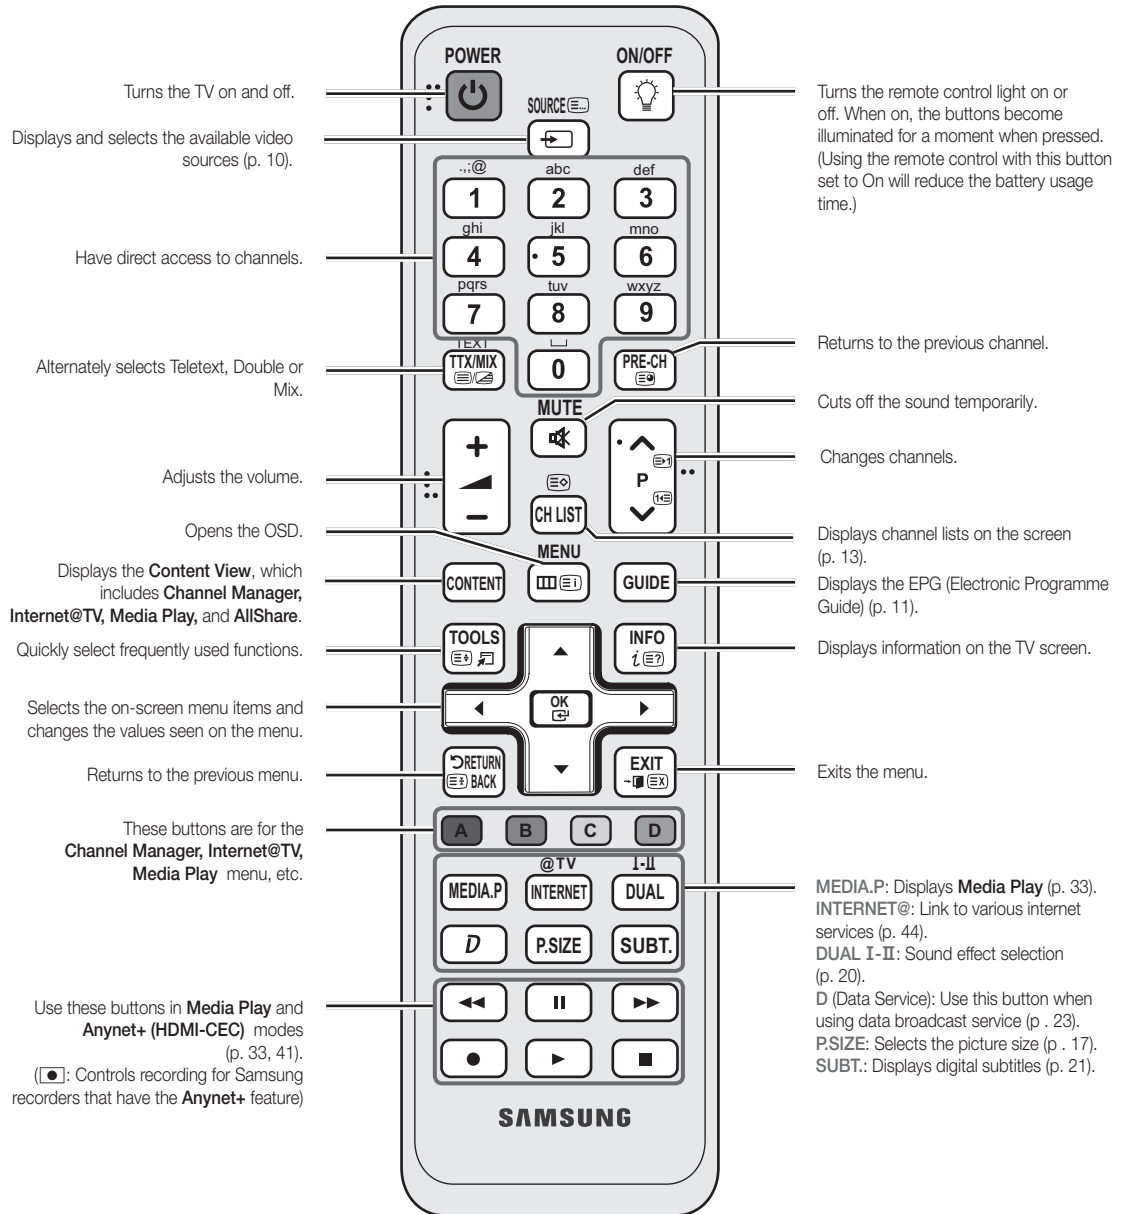 POWER
ON/OFF
Turns the TV on and off.
SOURCE
Displays and selects the available video
sources (p. 10).
Turns the remote control light on or
off. When on, the buttons become
illuminated for a moment when pressed.
(Using the remote control with this button
set to On will reduce the battery usage
time.)
.,;@
abc
def
1
2
3
ghi
jkl
mno
4
5
6
Have direct access to channels.
pqrs
tuv
wxyz
7
8
9
TEXT
TTX/MIX
0
PRE-CH
Returns to the previous channel.
Alternately selects Teletext, Double or
Mix.
MUTE
Cuts off the sound temporarily.
+
P
−
Changes channels.
Adjusts the volume.
CH LIST
Opens the OSD.
Displays channel lists on the screen
(p. 13).
MENU
Displays the Content View, which
includes Channel Manager,
Internet@TV, Media Play, and AllShare.
CONTENT
GUIDE
Displays the EPG (Electronic Programme
Guide) (p. 11).
TOOLS
INFO
i
Quickly select frequently used functions.
Displays information on the TV screen.
OK
Selects the on-screen menu items and
changes the values seen on the menu.
RETURN
BACK
EXIT
Returns to the previous menu.
Exits the menu.
A
B
C
D
These buttons are for the
Channel Manager, Internet@TV,
Media Play menu, etc.
@TV
I-II
MEDIA.P
INTERNET
DUAL
D
P.SIZE
SUBT.
MEDIA.P: Displays Media Play (p. 33).
INTERNET@: Link to various internet
services (p. 44).
DUAL I-II: Sound effect selection
(p. 20).
D (Data Service): Use this button when
using data broadcast service (p . 23).
P.SIZE: Selects the picture size (p . 17).
SUBT.: Displays digital subtitles (p. 21).
Use these buttons in Media Play and
Anynet+ (HDMI-CEC) modes
(p. 33, 41).
(●: Controls recording for Samsung
recorders that have the Anynet+ feature)
SAMSUNG